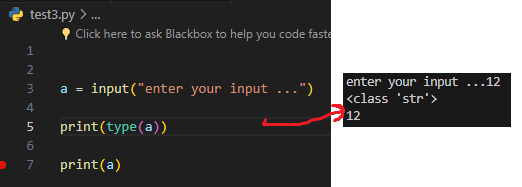 test3.py > ...
Click here to ask Blackbox to help you code faste
1
2
3 a = input("enter your input ...")
4
5 print(type(a))
6
7 print(a)
enter your input ...12
<class 'str'>
12